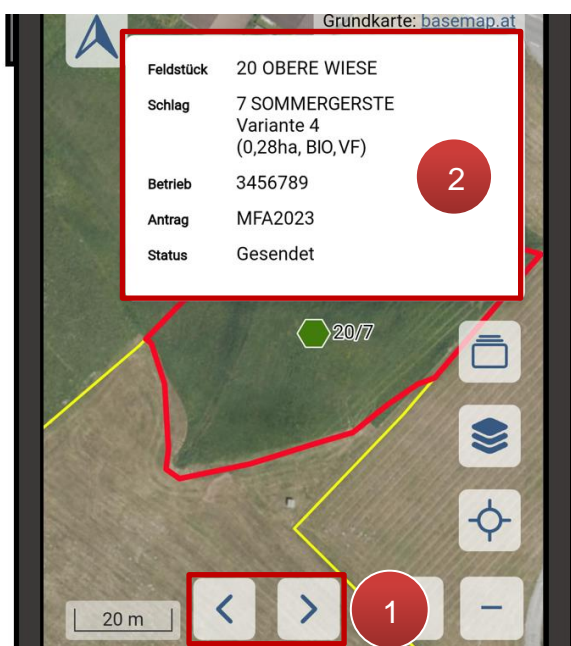 Grundkarte: basemap.at
Feldstück 20 OBERE WIESE
Schlag 7 SOMMERGERSTE
Variante 4
(0,28ha, BIO,VF)
Betrieb 3456789
Antrag MFA2023
Status Gesendet
2
20/7
20 m
1